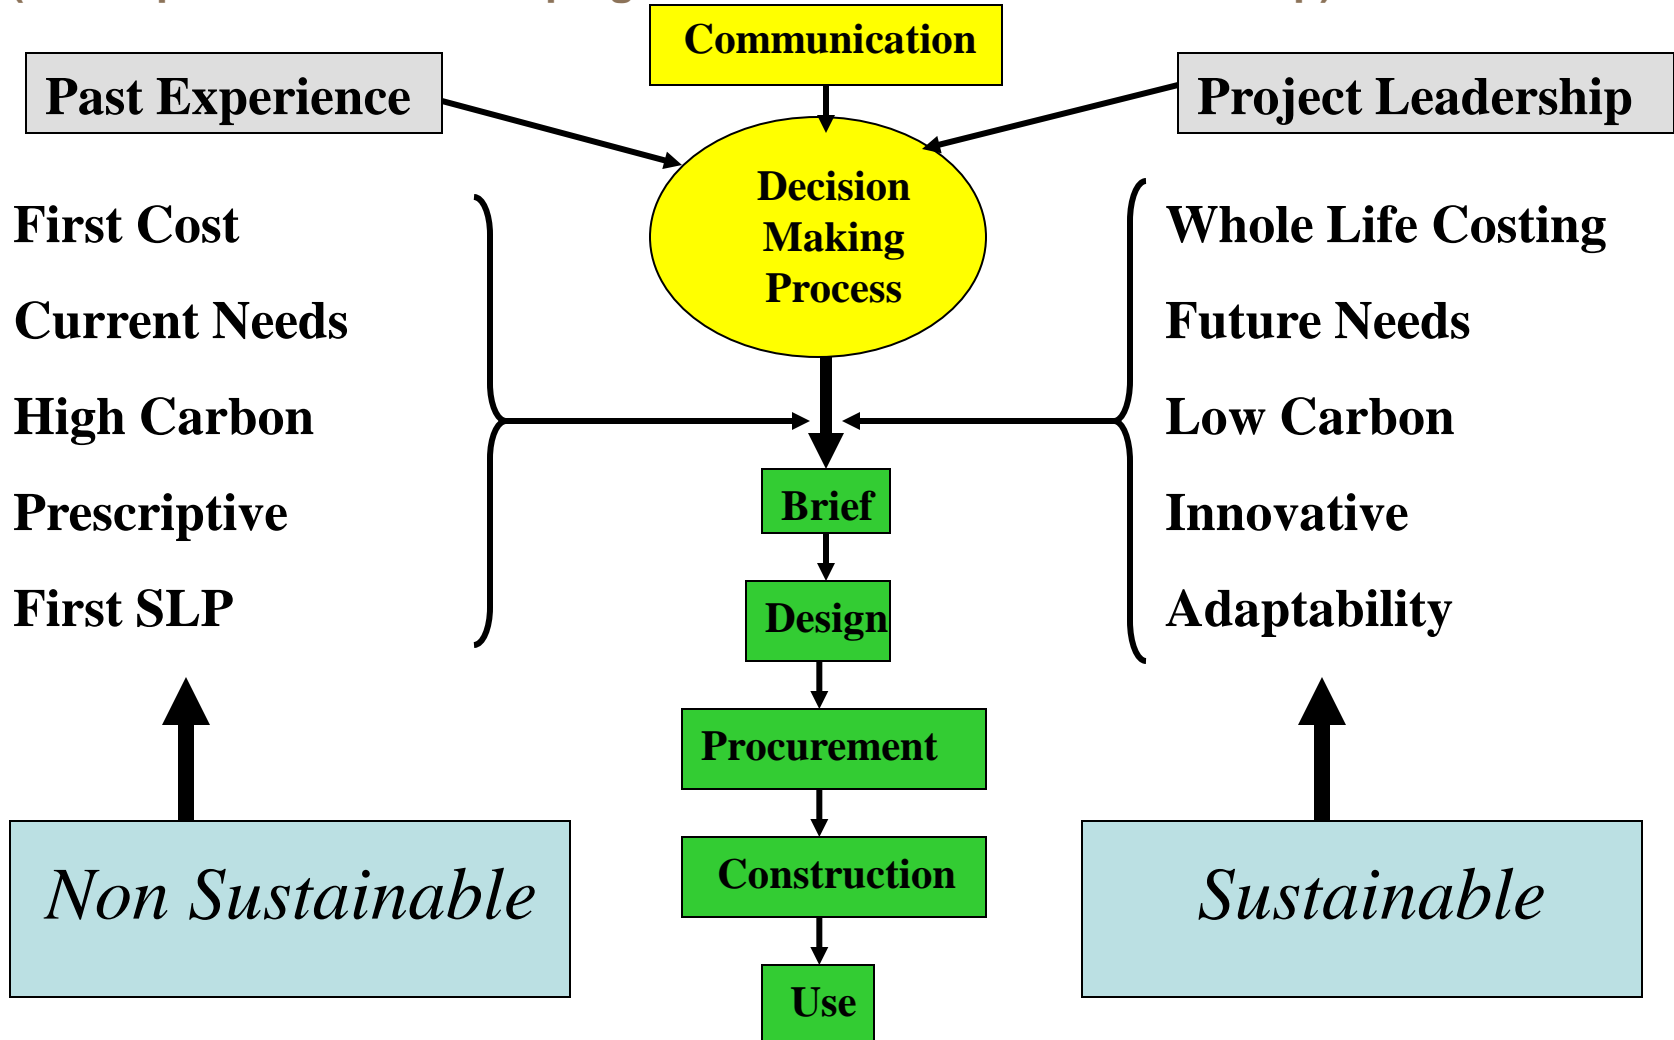 Communication
Past Experience
Project Leadership
Decision
Making
Process
First Cost
Current Needs
High Carbon
Prescriptive
First SLP
Whole Life Costing
Future Needs
Low Carbon
Innovative
Adaptability
Brief
Design
Procurement
Construction
Use
Non Sustainable
Sustainable